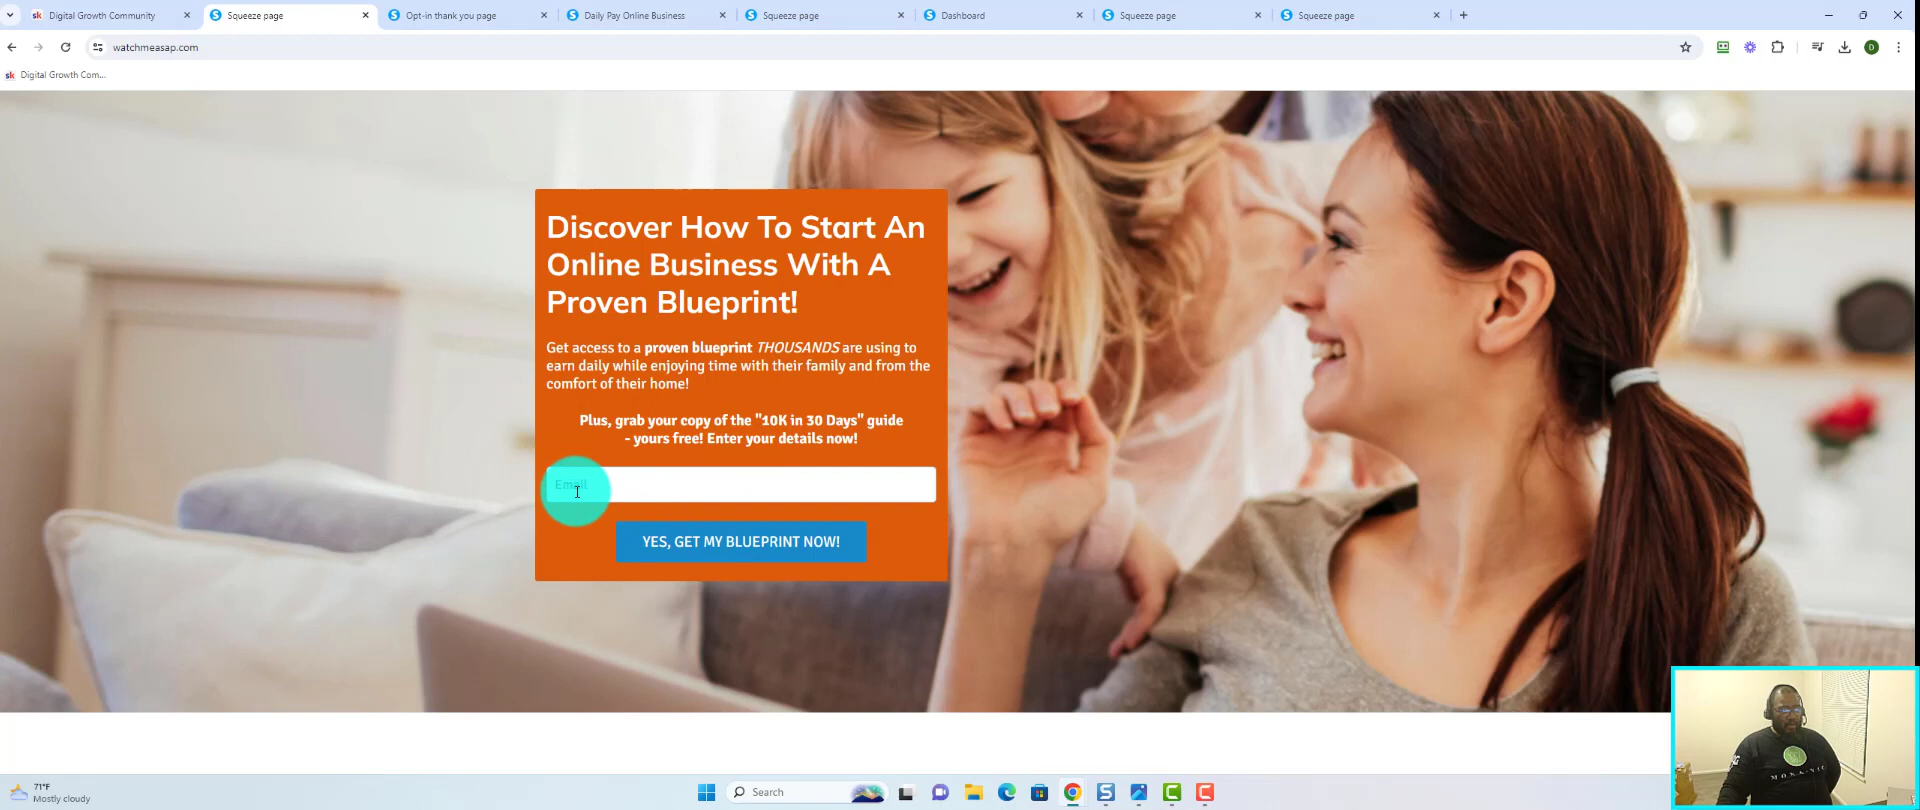 Digital Growth Community
Squeeze page
Opt-in thank you page
Daily Pay Online Business
Squeeze page
Dashboard
Squeeze page
Squeeze page
watchmeasap.com
D
sk Digital Growth Com...
Discover How To Start An
Online Business With A
Proven Blueprint!
Get access to a proven blueprint THOUSANDS are using to
earn daily while enjoying time with their family and from the
comfort of their home!
Plus, grab your copy of the "10K in 30 Days" guide
- yours free! Enter your details now!
Email
YES, GET MY BLUEPRINT NOW!
71°F
Mostly cloudy
Search